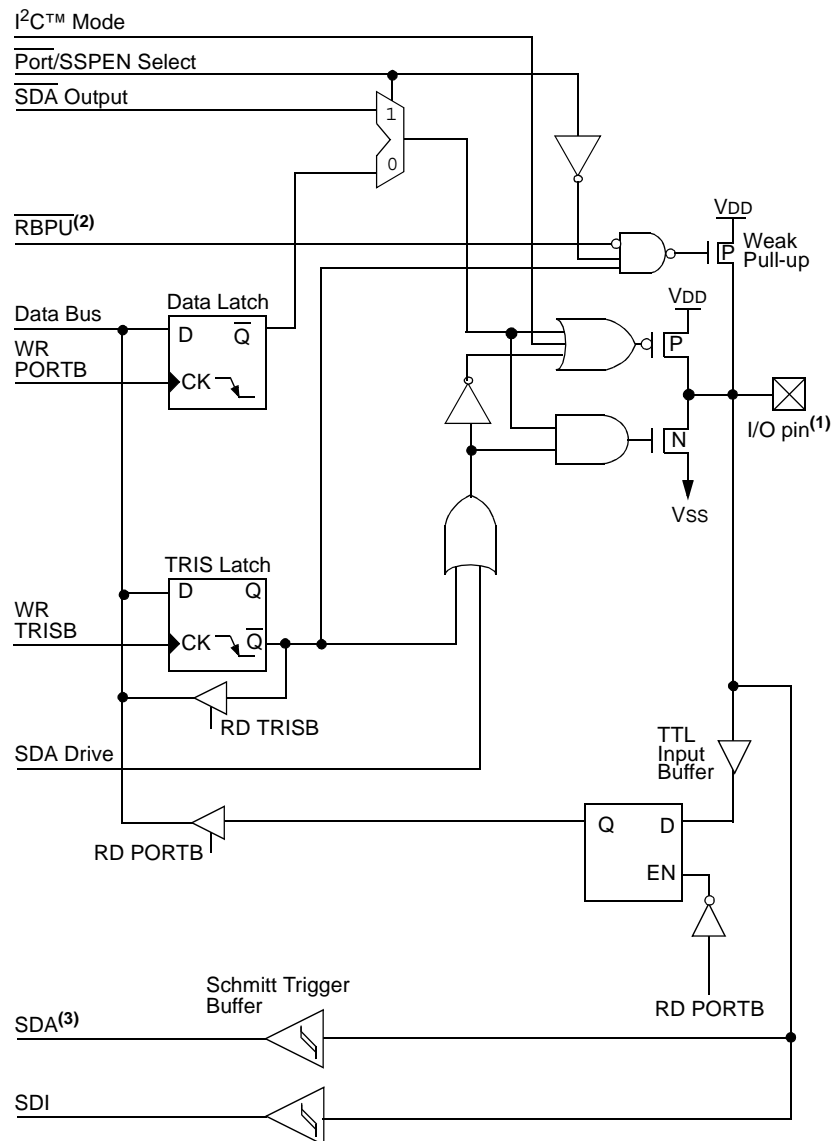 I²C™ Mode
Port/SSPEN Select
SDA Output
1
0
RBPU(2)
VDD
Weak
Pull-up
P
Data Latch
Data Bus
D
Q
WR
PORTB
CK
VDD
P
I/O pin(1)
N
VSS
TRIS Latch
D
Q
WR
TRISB
CK
Q
RD TRISB
SDA Drive
TTL
Input
Buffer
Q
D
EN
RD PORTB
RD PORTB
Schmitt Trigger
Buffer
SDA(3)
SDI